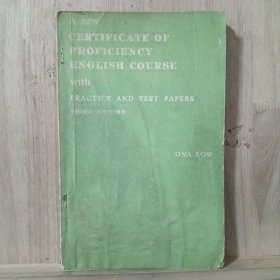 A new
CERTIFICATE OF
PROFICIENCY
ENGLISH COURSE
with
PRACTICE AND TEST PAPERS
THIRD EDITION
ONA LOW